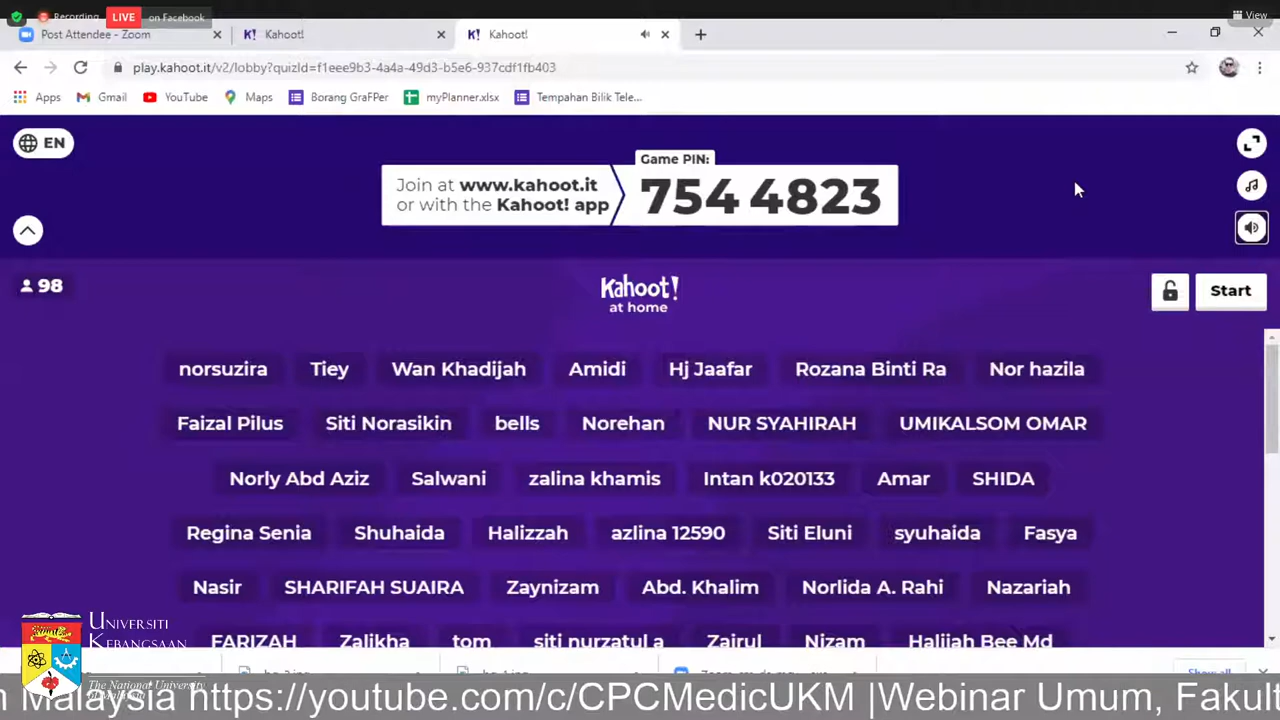 Recording LIVE on Facebook View
Post Attendee - Zoom Kahoot! Kahoot!
play.kahoot.it/v2/lobby?quizId=f1eee9b3-4a4a-49d3-b5e6-937cdf1fb403
Apps Gmail YouTube Maps Borang GraFPer myPlanner.xlsx Tempahan Bilik Tele...
EN
Game PIN:
Join at www.kahoot.it
or with the Kahoot! app
754 4823
98
Kahoot!
at home
Start
norsuzira Tiey Wan Khadijah Amidi Hj Jaafar Rozana Binti Ra Nor hazila
Faizal Pilus Siti Norasikin bells Norehan NUR SYAHIRAH UMIKALSOM OMAR
Norly Abd Aziz Salwani zalina khamis Intan k020133 Amar SHIDA
Regina Senia Shuhaida Halizzah azlina 12590 Siti Eluni syuhaida Fasya
Nasir SHARIFAH SUAIRA Zaynizam Abd. Khalim Norlida A. Rahi Nazariah
FARIZAH Zalikha tom siti nurzatul a Zairul Nizam Halijah Bee Md
UNIVERSITI
KEBANGSAAN
The National University
Show all
n Malaysia https://youtube.com/c/CPCMedicUKM |Webinar Umum, Fakult